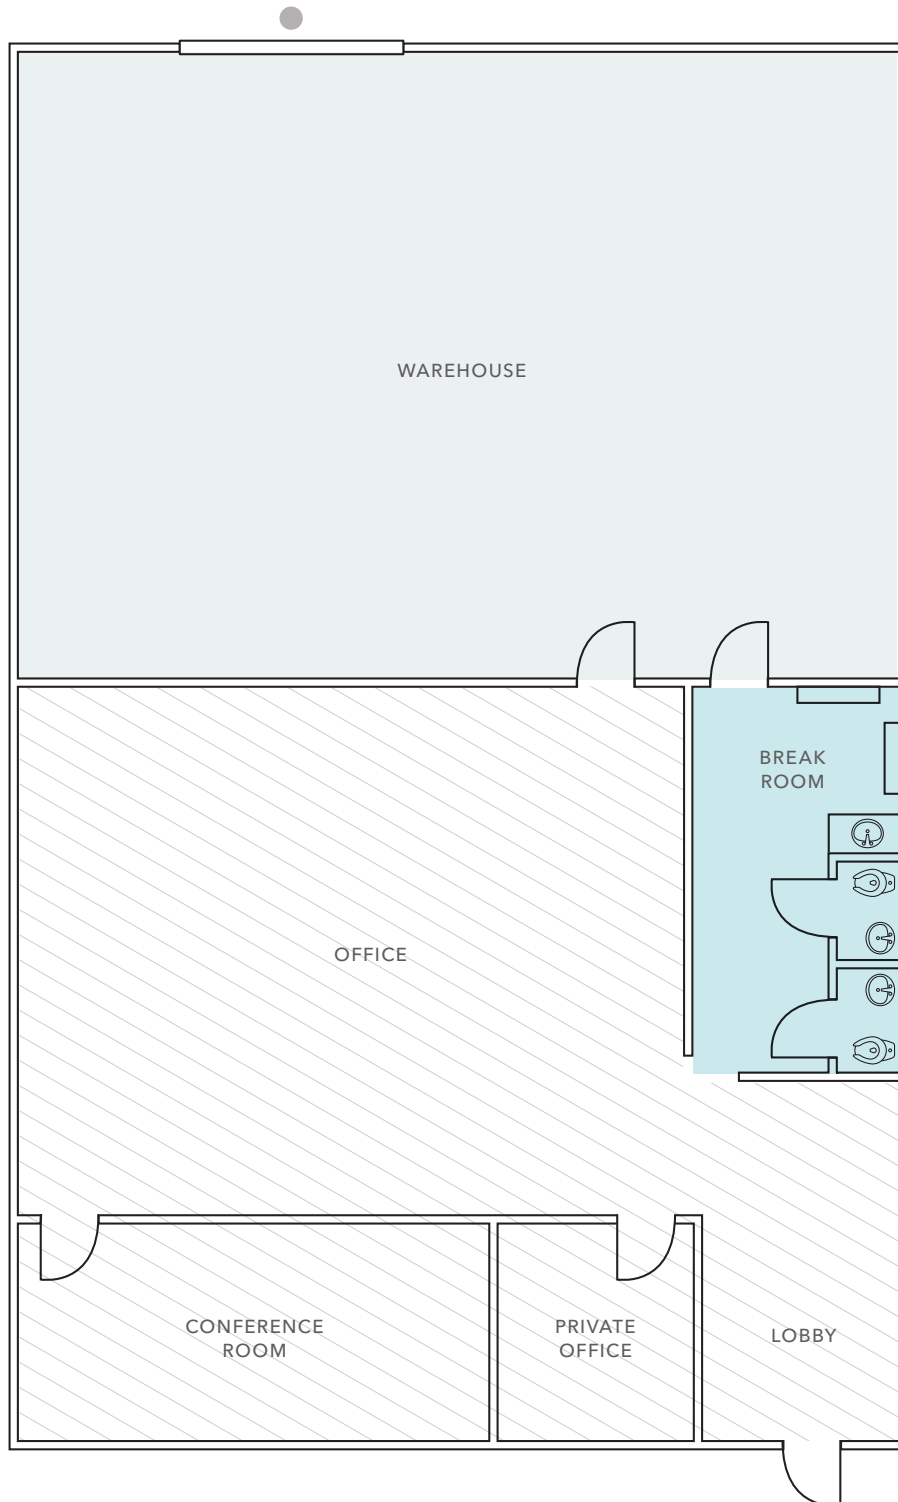 WAREHOUSE
BREAK
ROOM
OFFICE
CONFERENCE
ROOM
PRIVATE
OFFICE
LOBBY